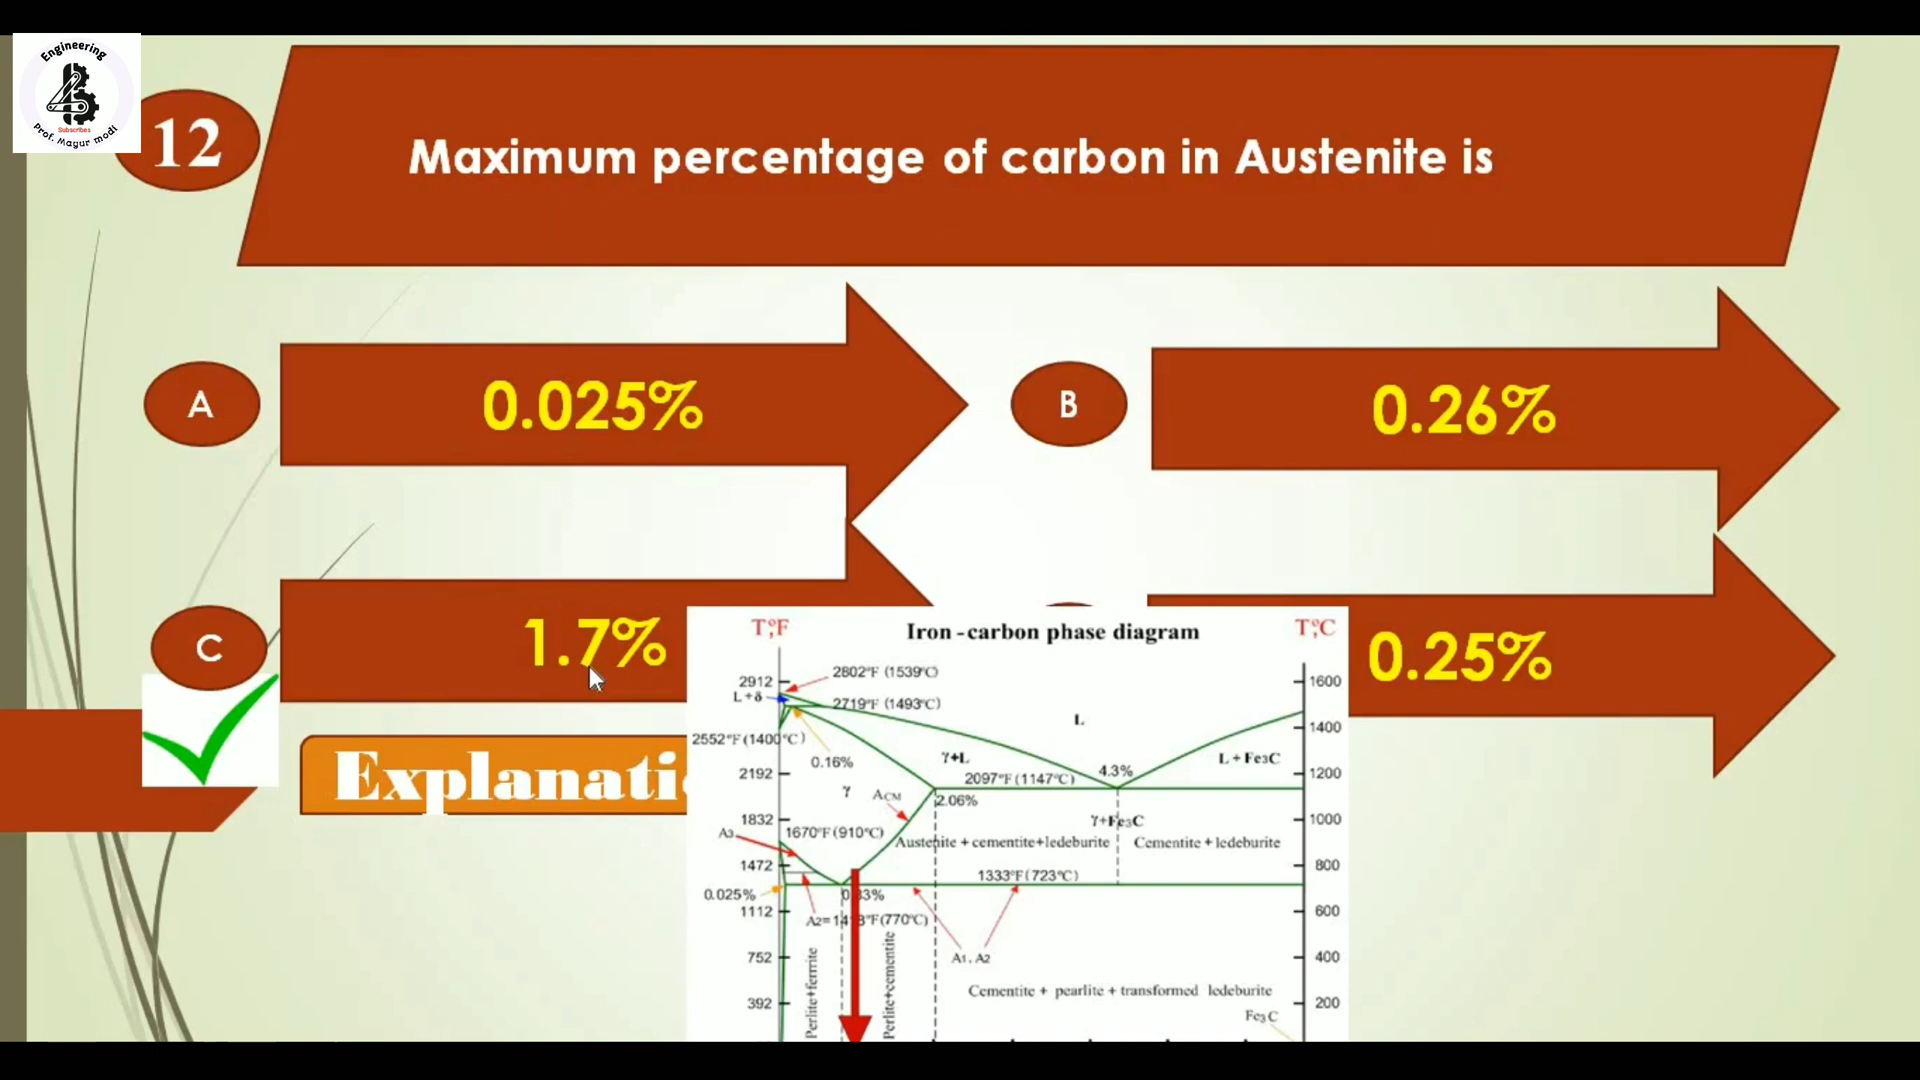 Engineering
Subscribes
Prof. Mayur modi
12
Maximum percentage of carbon in Austenite is
A
0.025%
B
0.26%
C
1.7%
0.25%
Iron - carbon phase diagram
T,ºF
T,ºC
2802°F (1539°C)
2912
1600
L + δ
2719°F (1493°C)
L
1400
2552°F (1400°C)
0.16%
γ+L
L + Fe3C
2192
2097°F (1147°C)
4.3%
1200
γ
ACM
2.06%
1832
γ+Fe3C
1000
A3
1670°F (910°C)
Austenite + cementite+ledeburite
Cementite + ledeburite
1472
1333°F (723°C)
800
0.025%
1112
600
A1, A2
752
400
Perlite+ferrite
Perlite+cementite
Cementite + pearlite + transformed ledeburite
392
200
Fe3C